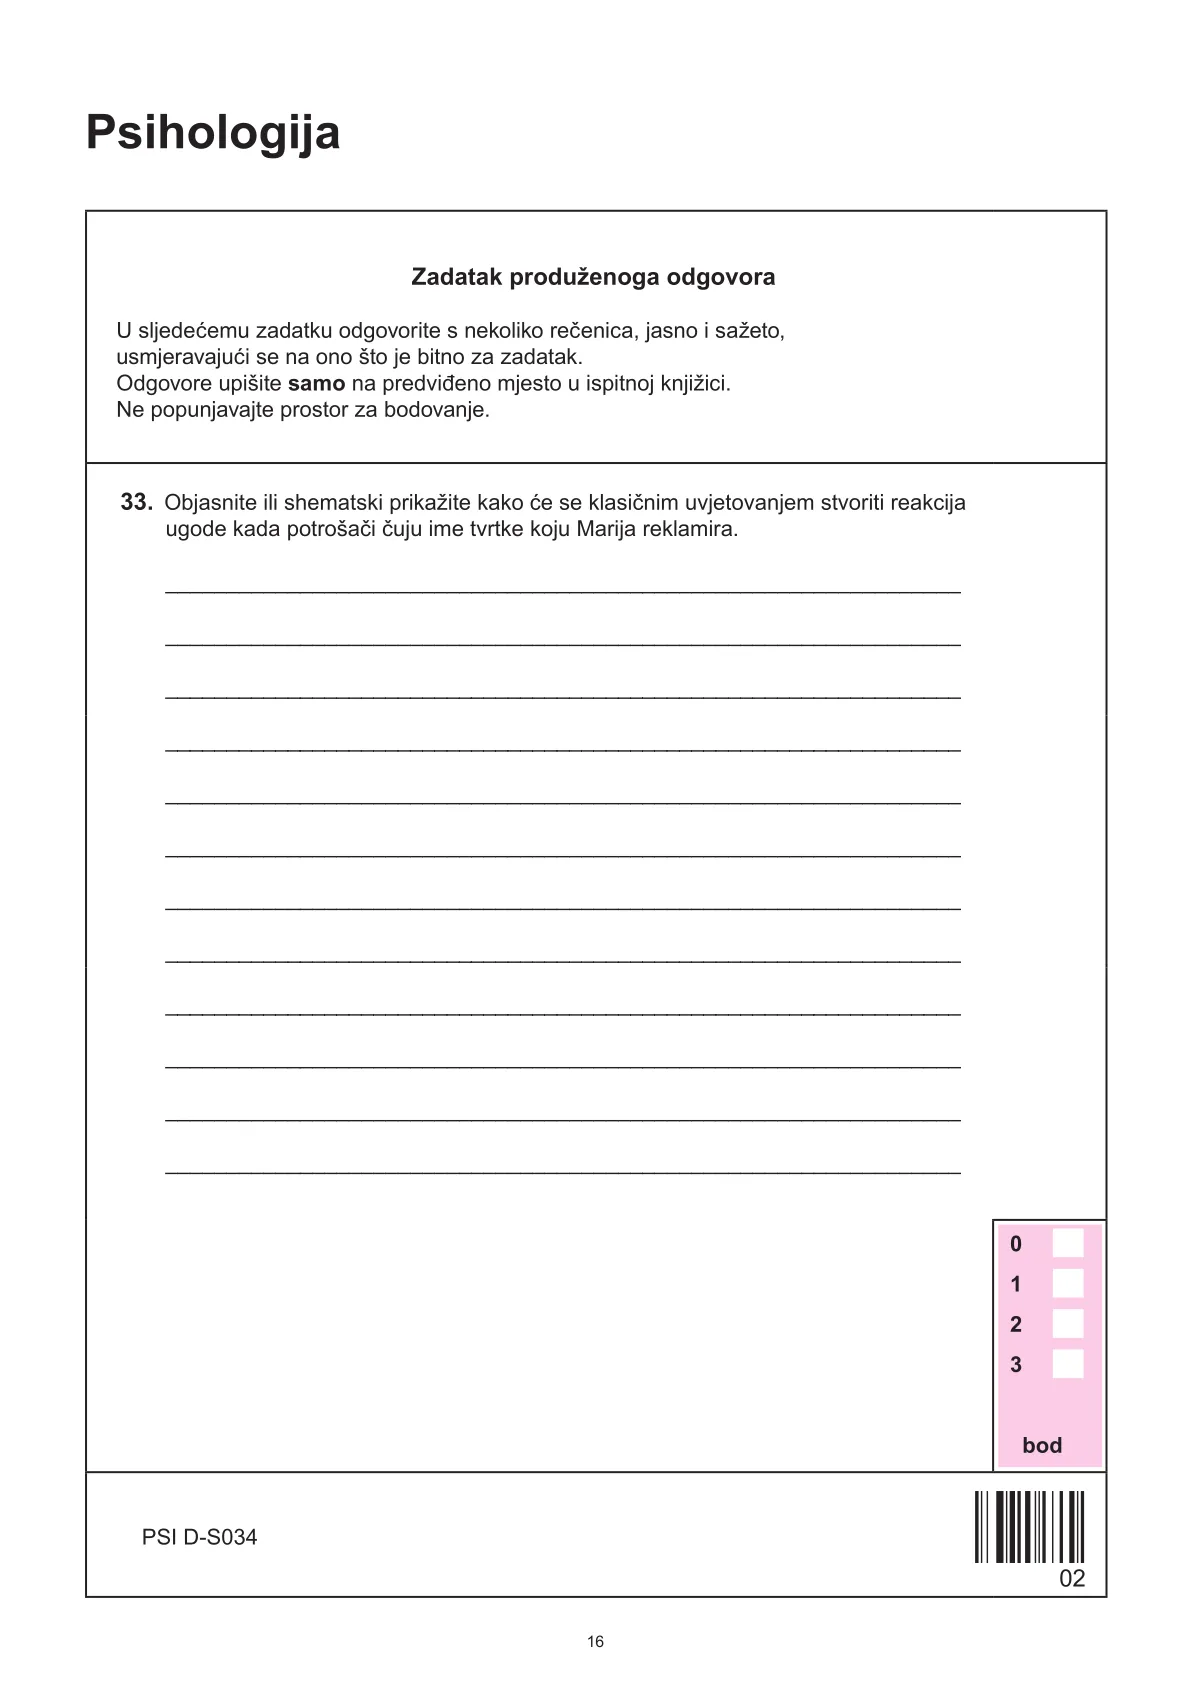 Psihologija
Zadatak produženoga odgovora
U sljedećemu zadatku odgovorite s nekoliko rečenica, jasno i sažeto,
usmjeravajući se na ono što je bitno za zadatak.
Odgovore upišite samo na predviđeno mjesto u ispitnoj knjižici.
Ne popunjavajte prostor za bodovanje.
33. Objasnite ili shematski prikažite kako će se klasičnim uvjetovanjem stvoriti reakcija
ugode kada potrošači čuju ime tvrtke koju Marija reklamira.
0
1
2
3
bod
PSI D-S034
02
16